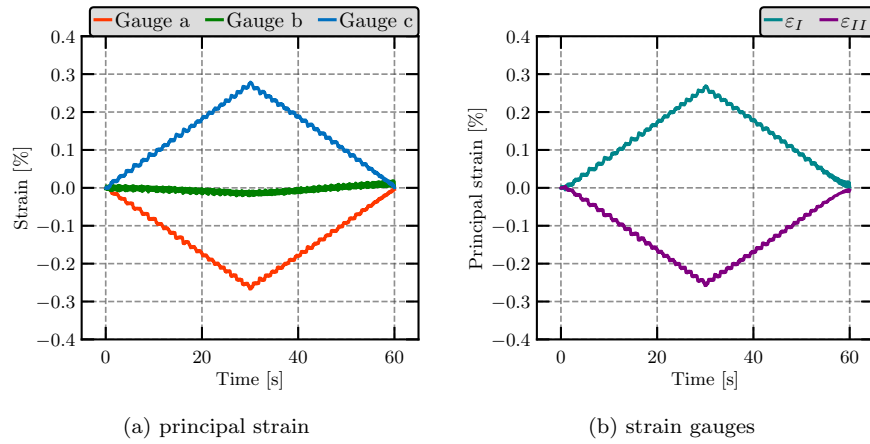 Gauge a Gauge b Gauge c
0.4
0.3
0.2
0.1
0.0
−0.1
−0.2
−0.3
−0.4
Strain [%]
0 20 40 60
Time [s]
(a) principal strain
ε_I ε_{II}
0.4
0.3
0.2
0.1
0.0
−0.1
−0.2
−0.3
−0.4
Principal strain [%]
0 20 40 60
Time [s]
(b) strain gauges